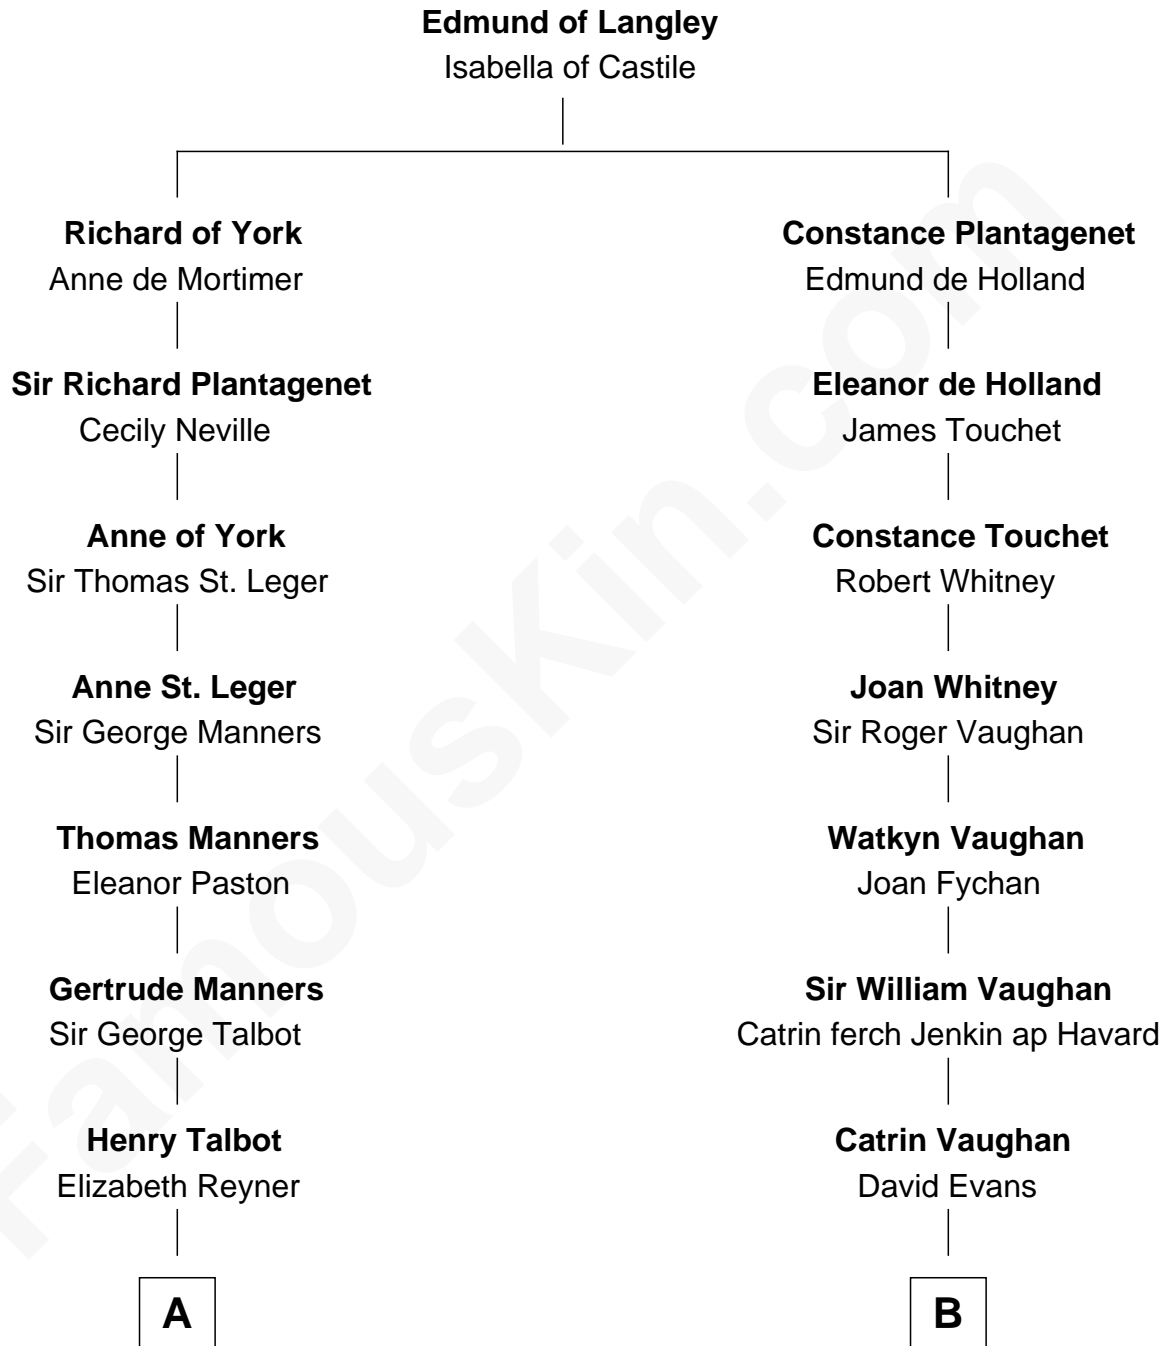 Edmund of Langley
Isabella of Castile
Richard of York
Anne de Mortimer
Constance Plantagenet
Edmund de Holland
Sir Richard Plantagenet
Cecily Neville
Eleanor de Holland
James Touchet
Anne of York
Sir Thomas St. Leger
Constance Touchet
Robert Whitney
Anne St. Leger
Sir George Manners
Joan Whitney
Sir Roger Vaughan
Thomas Manners
Eleanor Paston
Watkyn Vaughan
Joan Fychan
Gertrude Manners
Sir George Talbot
Sir William Vaughan
Catrin ferch Jenkin ap Havard
Henry Talbot
Elizabeth Reyner
Catrin Vaughan
David Evans
A
B
FamousKin.com